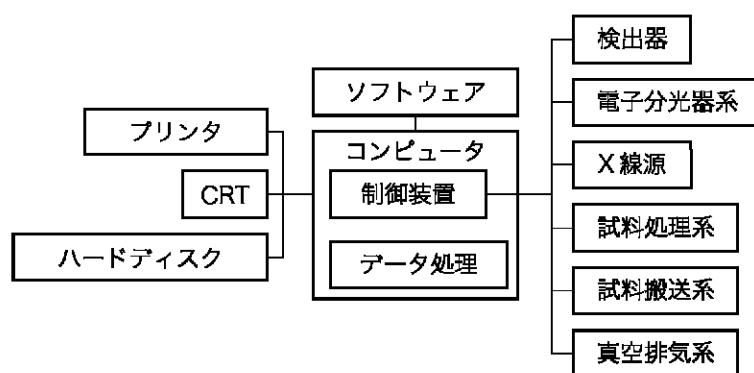 プリンタ
CRT
ハードディスク
ソフトウェア
コンピュータ
制御装置
データ処理
検出器
電子分光器系
X線源
試料処理系
試料搬送系
真空排気系